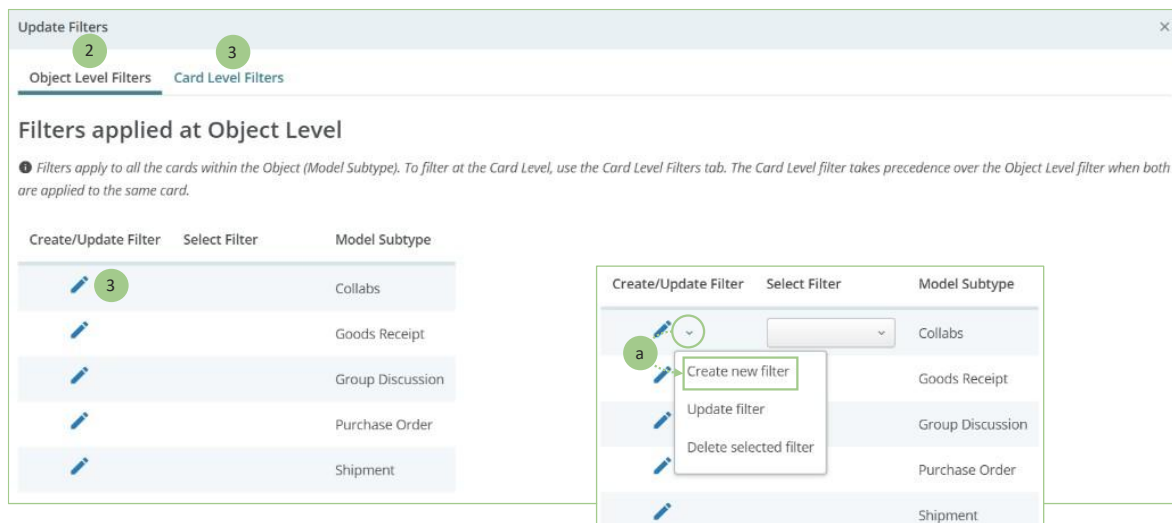 Update Filters ×
2 3
Object Level Filters Card Level Filters
Filters applied at Object Level
Filters apply to all the cards within the Object (Model Subtype). To filter at the Card Level, use the Card Level Filters tab. The Card Level filter takes precedence over the Object Level filter when both
are applied to the same card.
Create/Update Filter Select Filter Model Subtype
3 Collabs
Goods Receipt
Group Discussion
Purchase Order
Shipment
Create/Update Filter Select Filter Model Subtype
Collabs
a
Create new filter Goods Receipt
Update filter Group Discussion
Delete selected filter
Purchase Order
Shipment